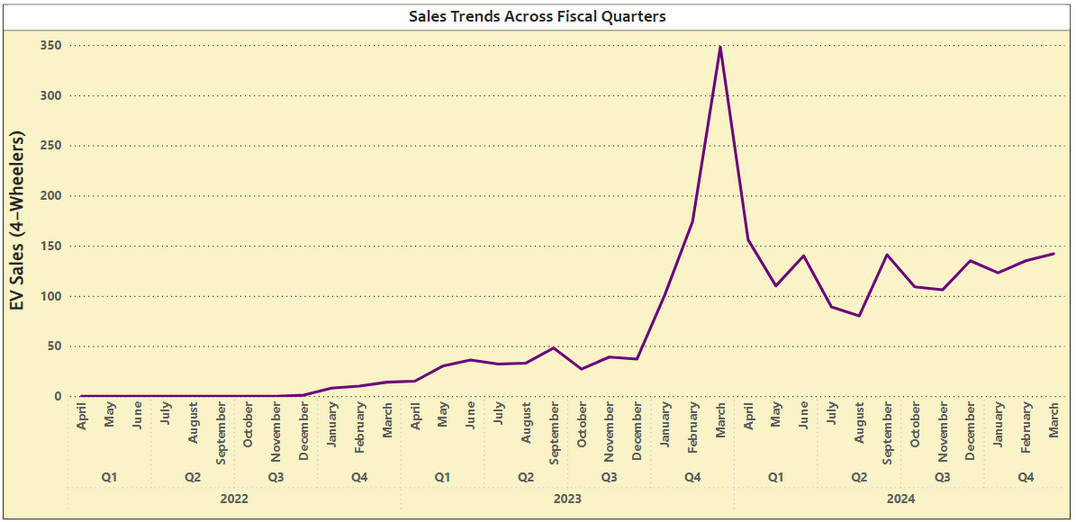 Sales Trends Across Fiscal Quarters
EV Sales (4-Wheelers)
350
300
250
200
150
100
50
0
April May June July August September October November December January February March April May June July August September October November December January February March April May June July August September October November December January February March
Q1 Q2 Q3 Q4 Q1 Q2 Q3 Q4 Q1 Q2 Q3 Q4
2022 2023 2024